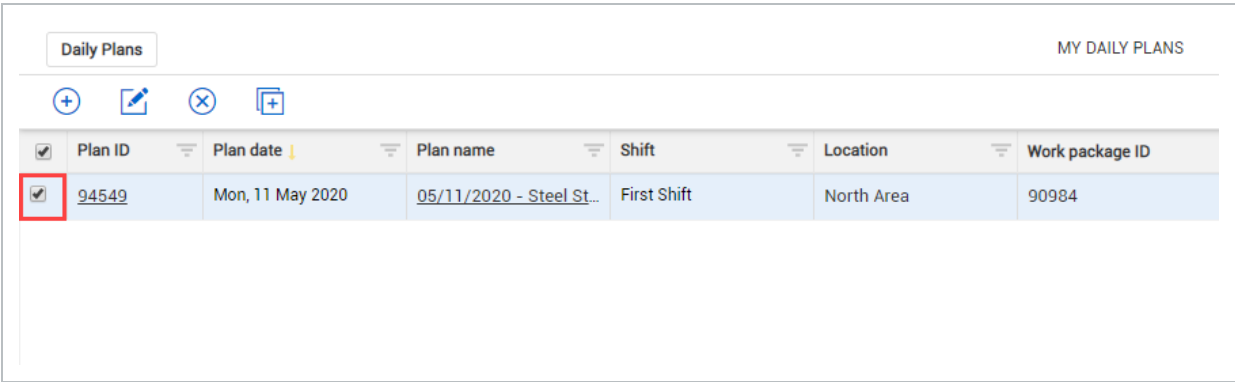 Daily Plans MY DAILY PLANS
Plan ID Plan date Plan name Shift Location Work package ID
94549 Mon, 11 May 2020 05/11/2020 - Steel St... First Shift North Area 90984